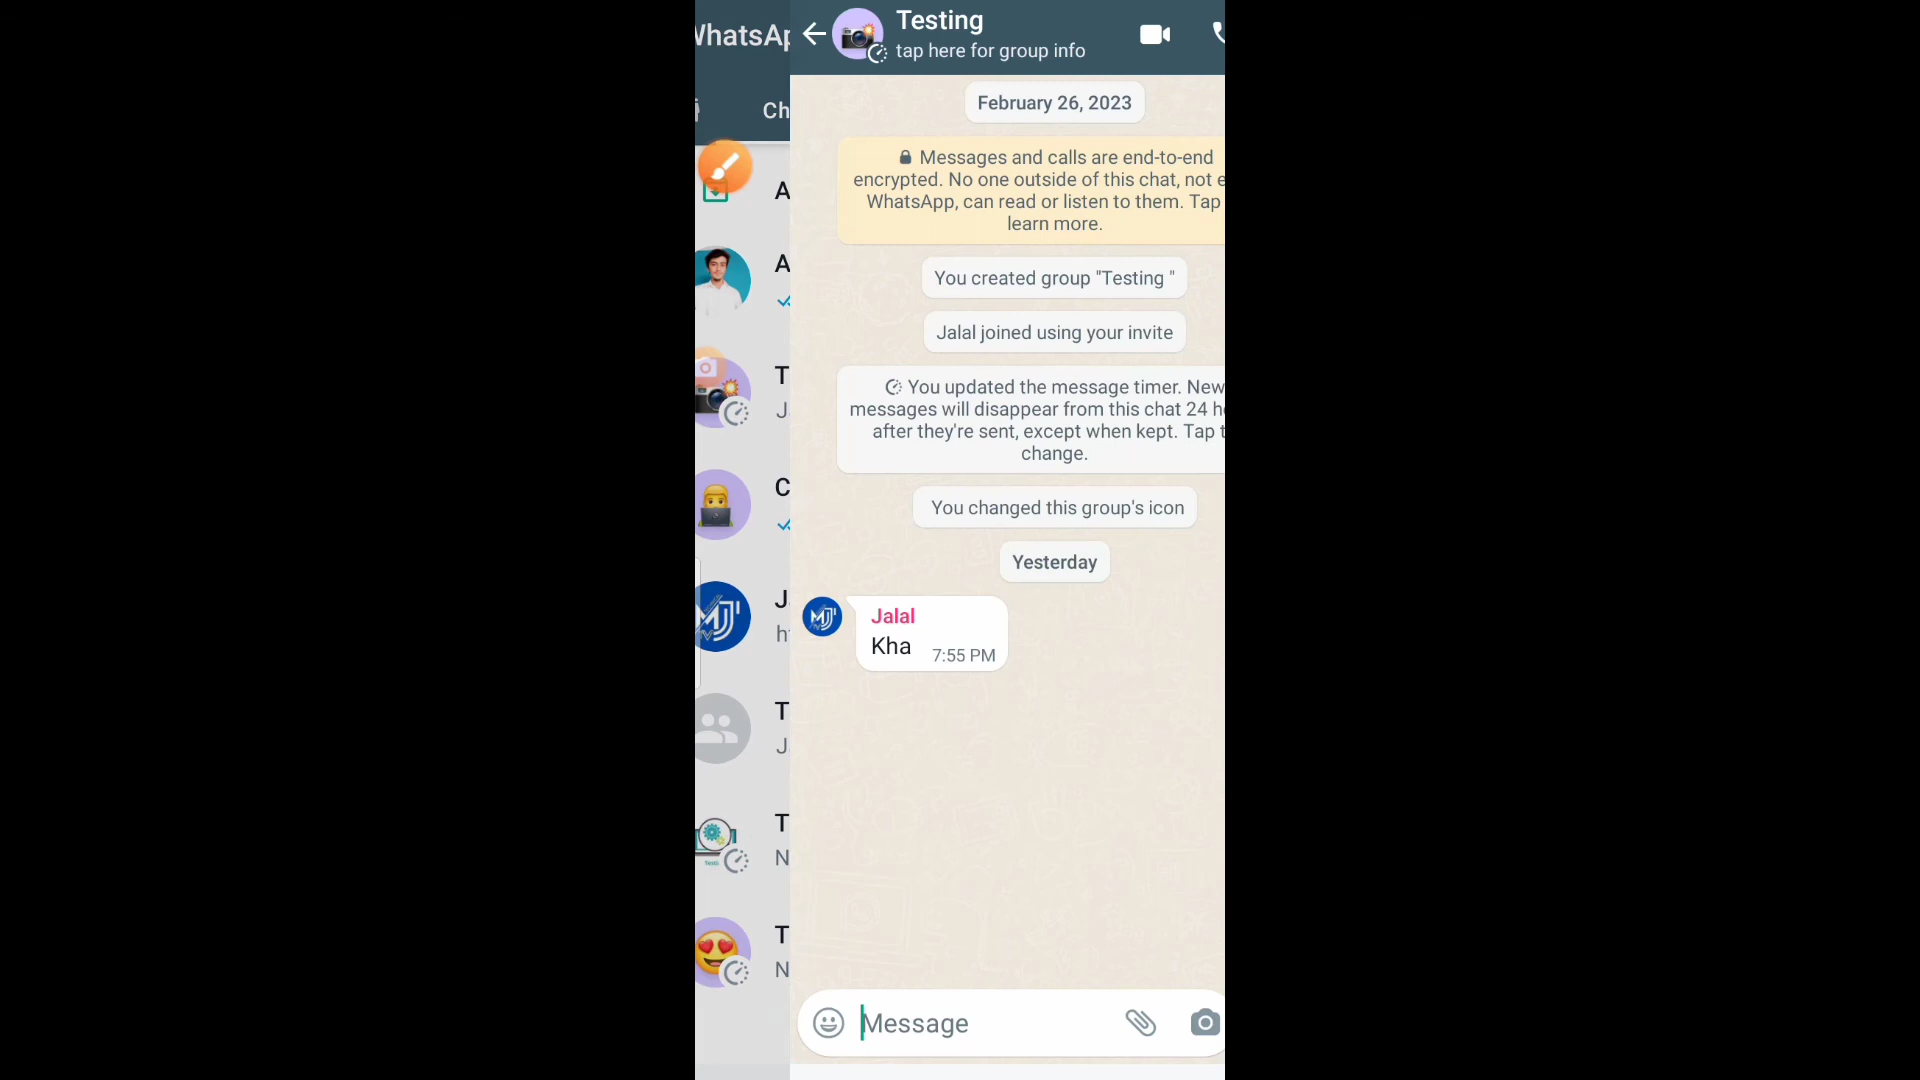 WhatsAp
Ch
A
A
T
J
C
J
h
T
J
Tests
T
N
T
N
Testing
tap here for group info
February 26, 2023
Messages and calls are end-to-end
encrypted. No one outside of this chat, not e
WhatsApp, can read or listen to them. Tap
learn more.
You created group "Testing "
Jalal joined using your invite
You updated the message timer. New
messages will disappear from this chat 24 h
after they're sent, except when kept. Tap t
change.
You changed this group's icon
Yesterday
Jalal
Kha
7:55 PM
Message